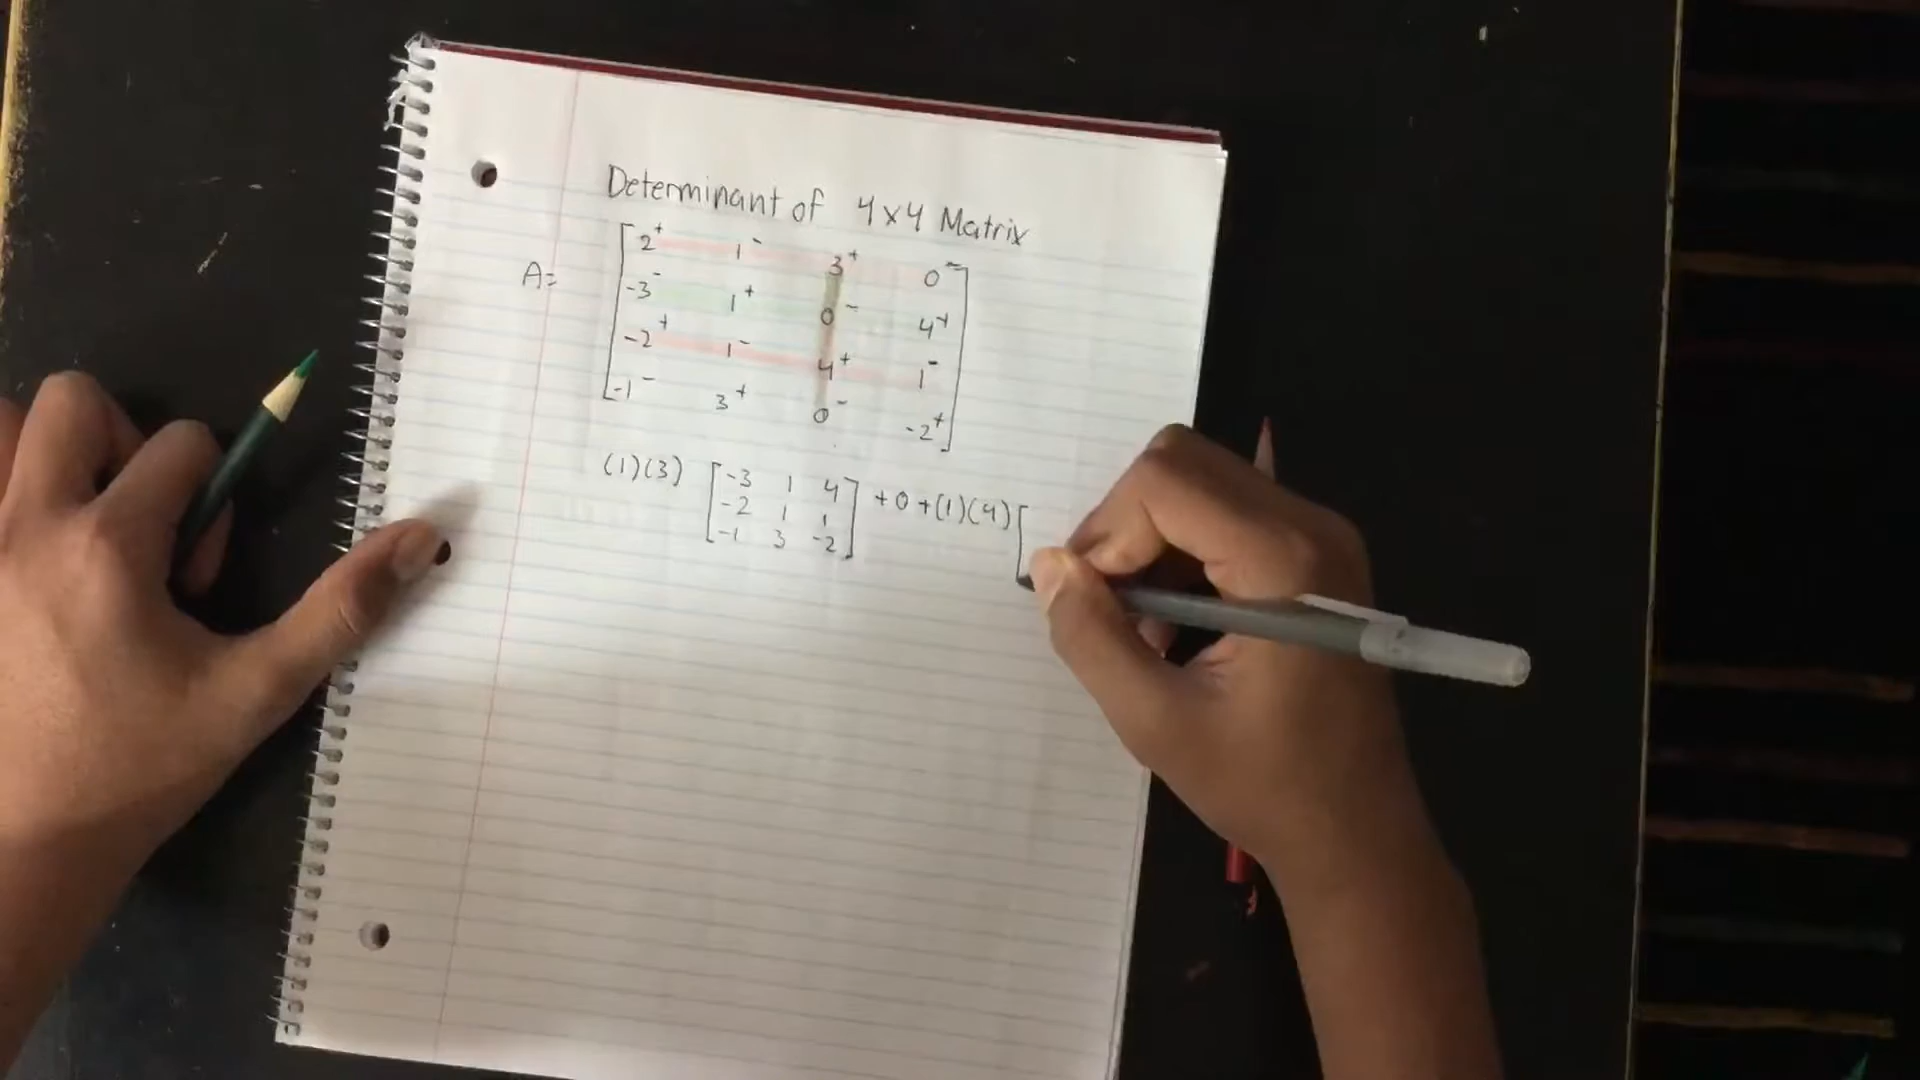 Determinant of 4x4 Matrix
A= [2⁺ 1⁻ 3⁺ 0⁻
-3⁻ 1⁺ 0⁻ 4⁺
-2⁺ 1⁻ 4⁺ 1⁻
-1⁻ 3⁺ 0⁻ -2⁺]
(1)(3) [-3 1 4 +0+(1)(4)[
-2 1 1
-1 3 -2]